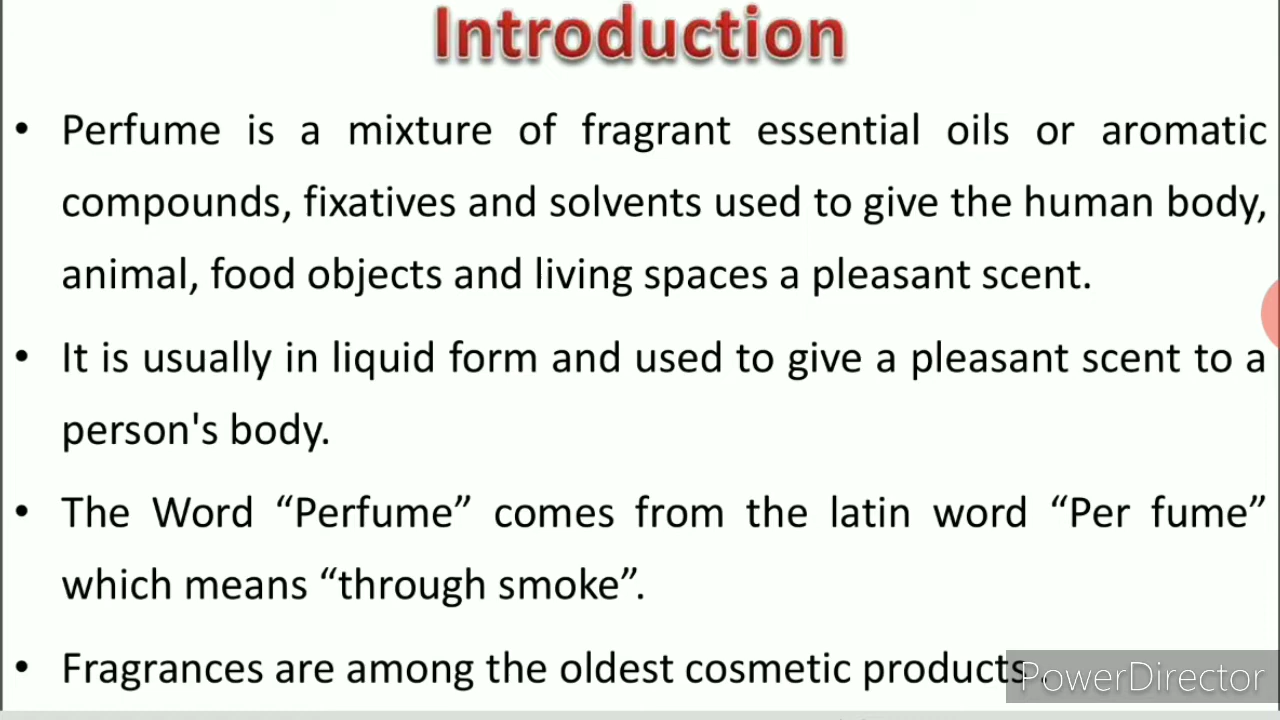 Introduction
• Perfume is a mixture of fragrant essential oils or aromatic
compounds, fixatives and solvents used to give the human body,
animal, food objects and living spaces a pleasant scent.
• It is usually in liquid form and used to give a pleasant scent to a
person's body.
• The Word “Perfume” comes from the latin word “Per fume”
which means “through smoke”.
• Fragrances are among the oldest cosmetic products .
PowerDirector